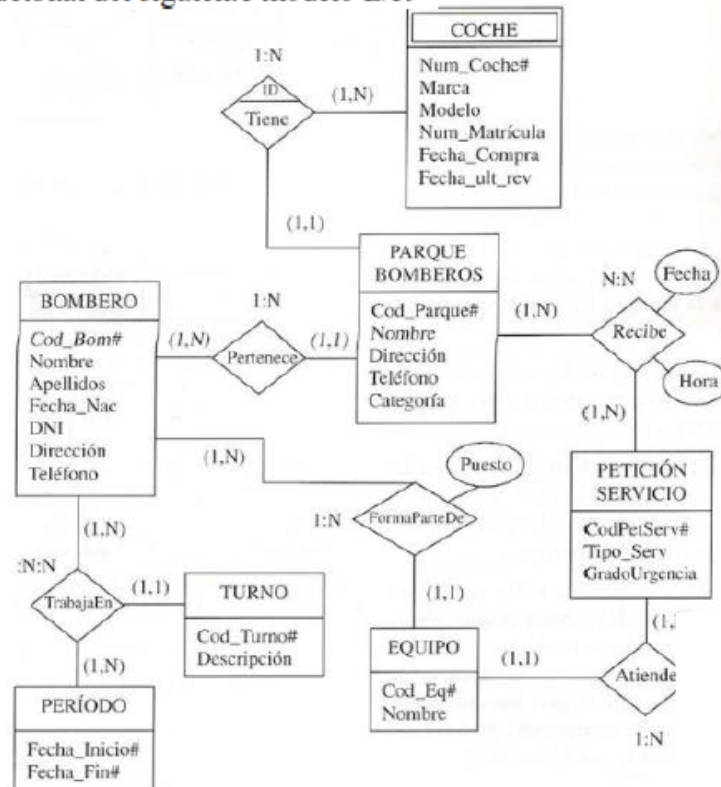 COCHE
Num_Coche#
Marca
Modelo
Num_Matrícula
Fecha_Compra
Fecha_ult_rev
1:N
ID
Tiene
(1,N)
(1,1)
PARQUE
BOMBEROS
Cod_Parque#
Nombre
Dirección
Teléfono
Categoría
BOMBERO
Cod_Bom#
Nombre
Apellidos
Fecha_Nac
DNI
Dirección
Teléfono
1:N
(1,N)
Pertenece
(1,1)
N:N
Fecha
(1,N)
Recibe
Hora
(1,N)
PETICIÓN
SERVICIO
CodPetServ#
Tipo_Serv
GradoUrgencia
(1,N)
Puesto
1:N
FormaParteDe
(1,1)
EQUIPO
Cod_Eq#
Nombre
(1,1)
Atiende
1:N
(1,N)
:N:N
TrabajaEn
(1,1)
TURNO
Cod_Turno#
Descripción
(1,N)
PERÍODO
Fecha_Inicio#
Fecha_Fin#